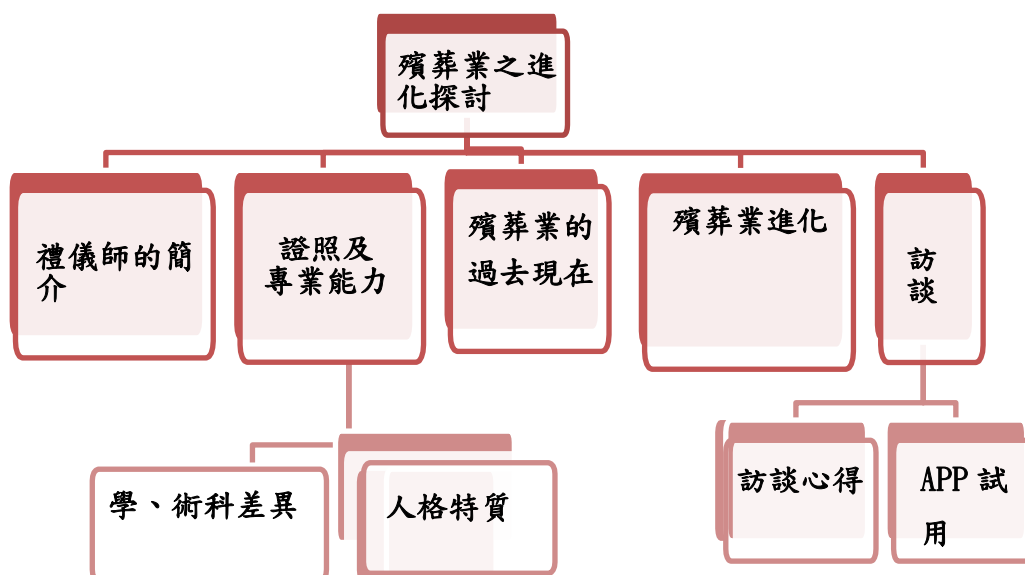 殯葬業之進
化探討
禮儀師的簡
介
證照及
專業能力
殯葬業的
過去現在
殯葬業進化
訪
談
學、術科差異
人格特質
訪談心得
APP 試
用